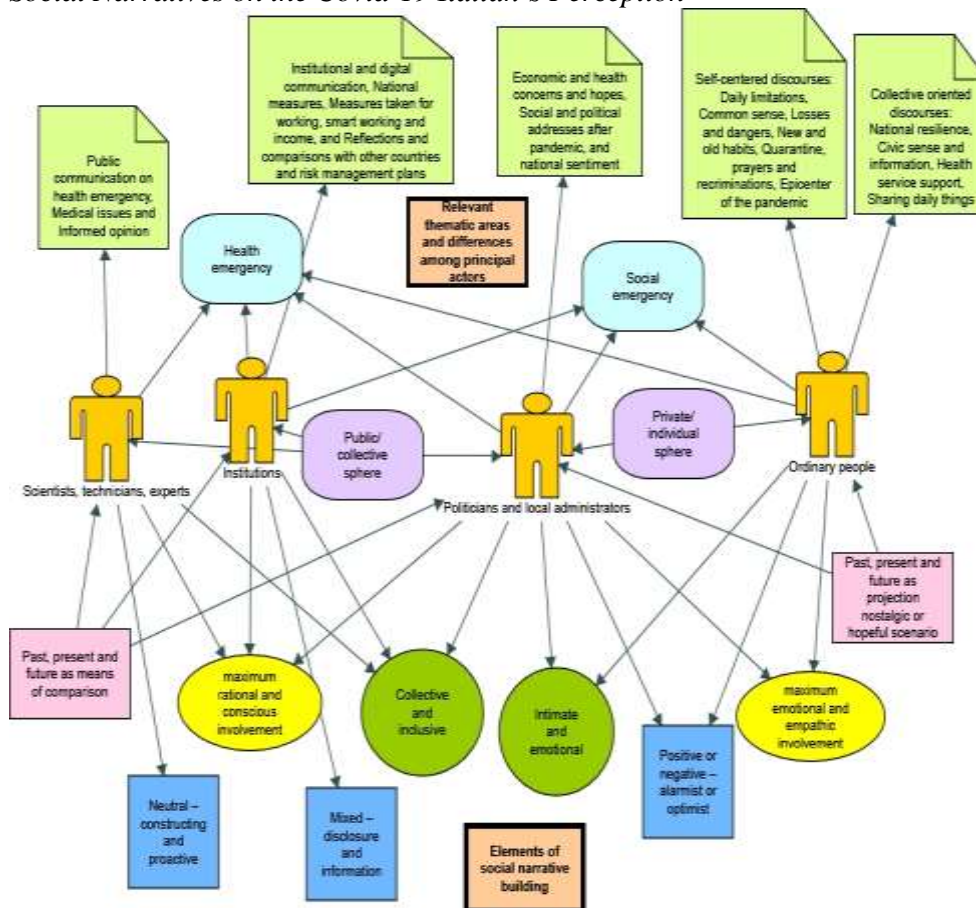 Social Narratives on the Covid 19 Italian's Perception
Institutional and digital
communication, National
measures, Measures taken for
working, smart working and
income, and Reflections and
comparisons with other countries
and risk management plans
Economic and health
concerns and hopes,
Social and political
addresses after
pandemic, and
national sentiment
Self-centered discourses:
Daily limitations,
Common sense, Losses
and dangers, New and
old habits, Quarantine,
prayers and
recriminations, Epicenter
of the pandemic
Collective oriented
discourses:
National resilience,
Civic sense and
information, Health
service support,
Sharing daily things
Public
communication on
health emergency,
Medical issues and
Informed opinion
Relevant
thematic areas
and differences
among principal
actors
Health
emergency
Social
emergency
Public/
collective
sphere
Private/
individual
sphere
Scientists, technicians, experts
Institutions
Politicians and local administrators
Ordinary people
Past, present and
future as means
of comparison
Past, present and
future as
projection
nostalgic or
hopeful scenario
maximum
rational and
conscious
involvement
Collective
and
inclusive
Intimate
and
emotional
maximum
emotional and
empathic
involvement
Neutral –
constructing
and
proactive
Mixed –
disclosure
and
information
Positive or
negative –
alarmist or
optimist
Elements of
social narrative
building